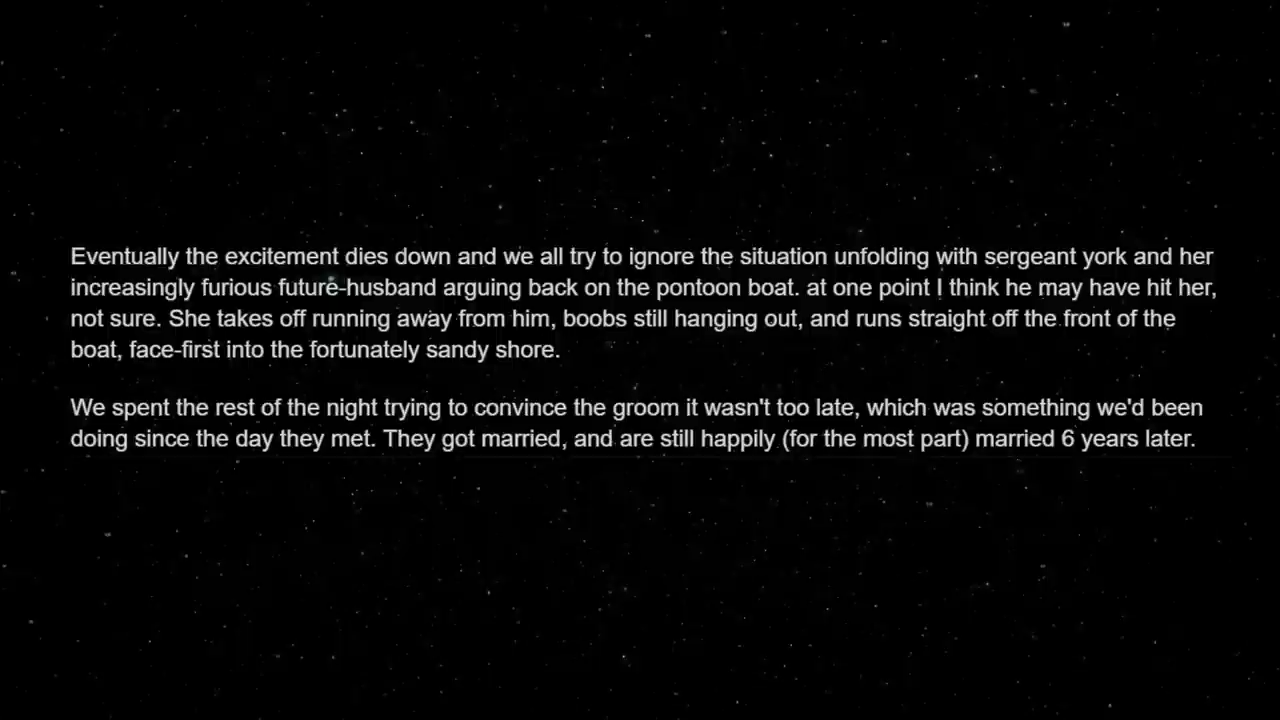 Eventually the excitement dies down and we all try to ignore the situation unfolding with sergeant york and her
increasingly furious future-husband arguing back on the pontoon boat. at one point I think he may have hit her,
not sure. She takes off running away from him, boobs still hanging out, and runs straight off the front of the
boat, face-first into the fortunately sandy shore.
We spent the rest of the night trying to convince the groom it wasn't too late, which was something we'd been
doing since the day they met. They got married, and are still happily (for the most part) married 6 years later.